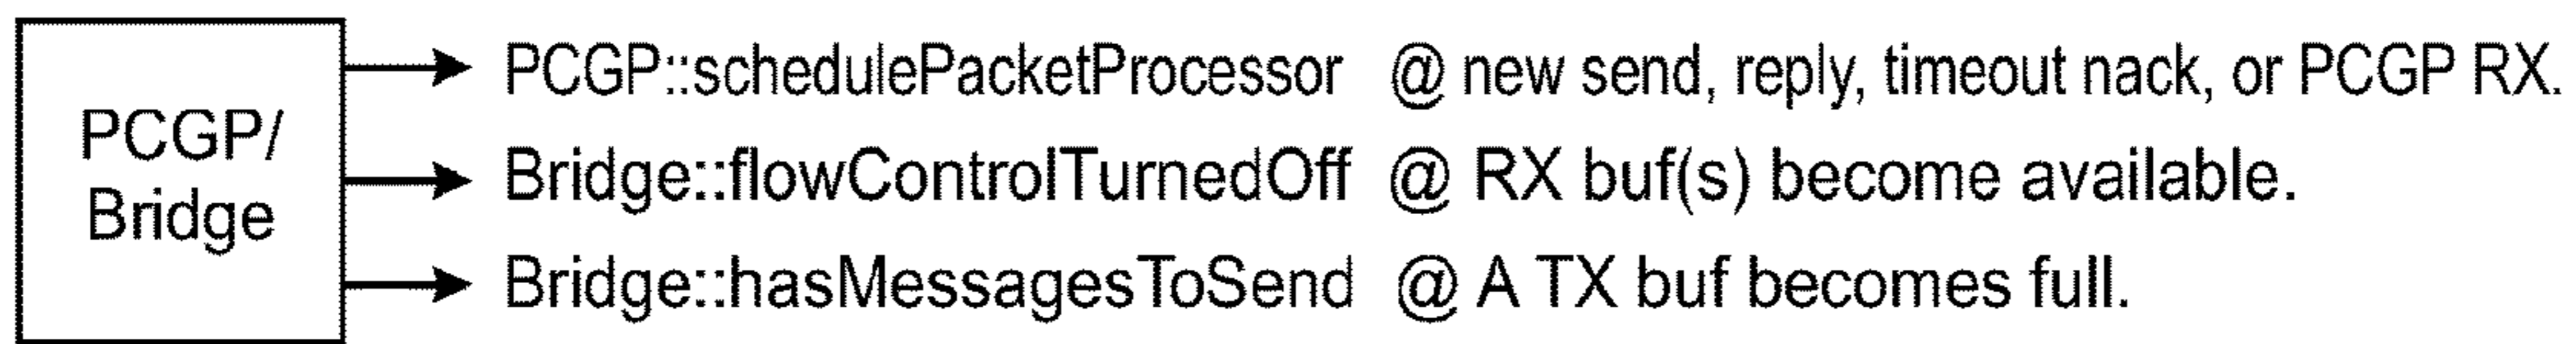 PCGP/
Bridge
PCGP::schedulePacketProcessor @ new send, reply, timeout nack, or PCGP RX.
Bridge::flowControlTurnedOff @ RX buf(s) become available.
Bridge::hasMessagesToSend @ A TX buf becomes full.